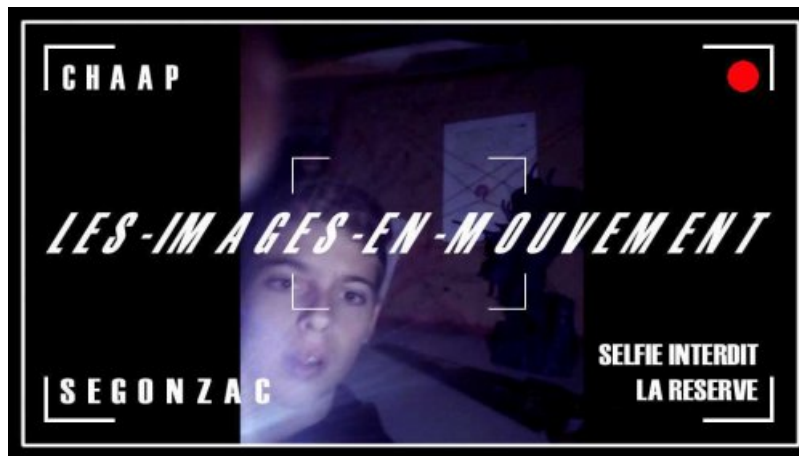 CHAAP
LES-IMAGES-EN-MOUVEMENT
SELFIE INTERDIT
LA RESERVE
SEGONZAC